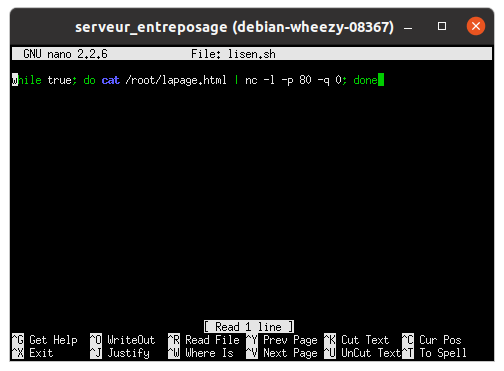 serveur_entreposage (debian-wheezy-08367)
GNU nano 2.2.6 File: lisen.sh
while true; do cat /root/lapage.html | nc -l -p 80 -q 0; done
[ Read 1 line ]
^G Get Help ^O WriteOut ^R Read File ^Y Prev Page ^K Cut Text ^C Cur Pos
^X Exit ^J Justify ^W Where Is ^V Next Page ^U UnCut Text ^T To Spell